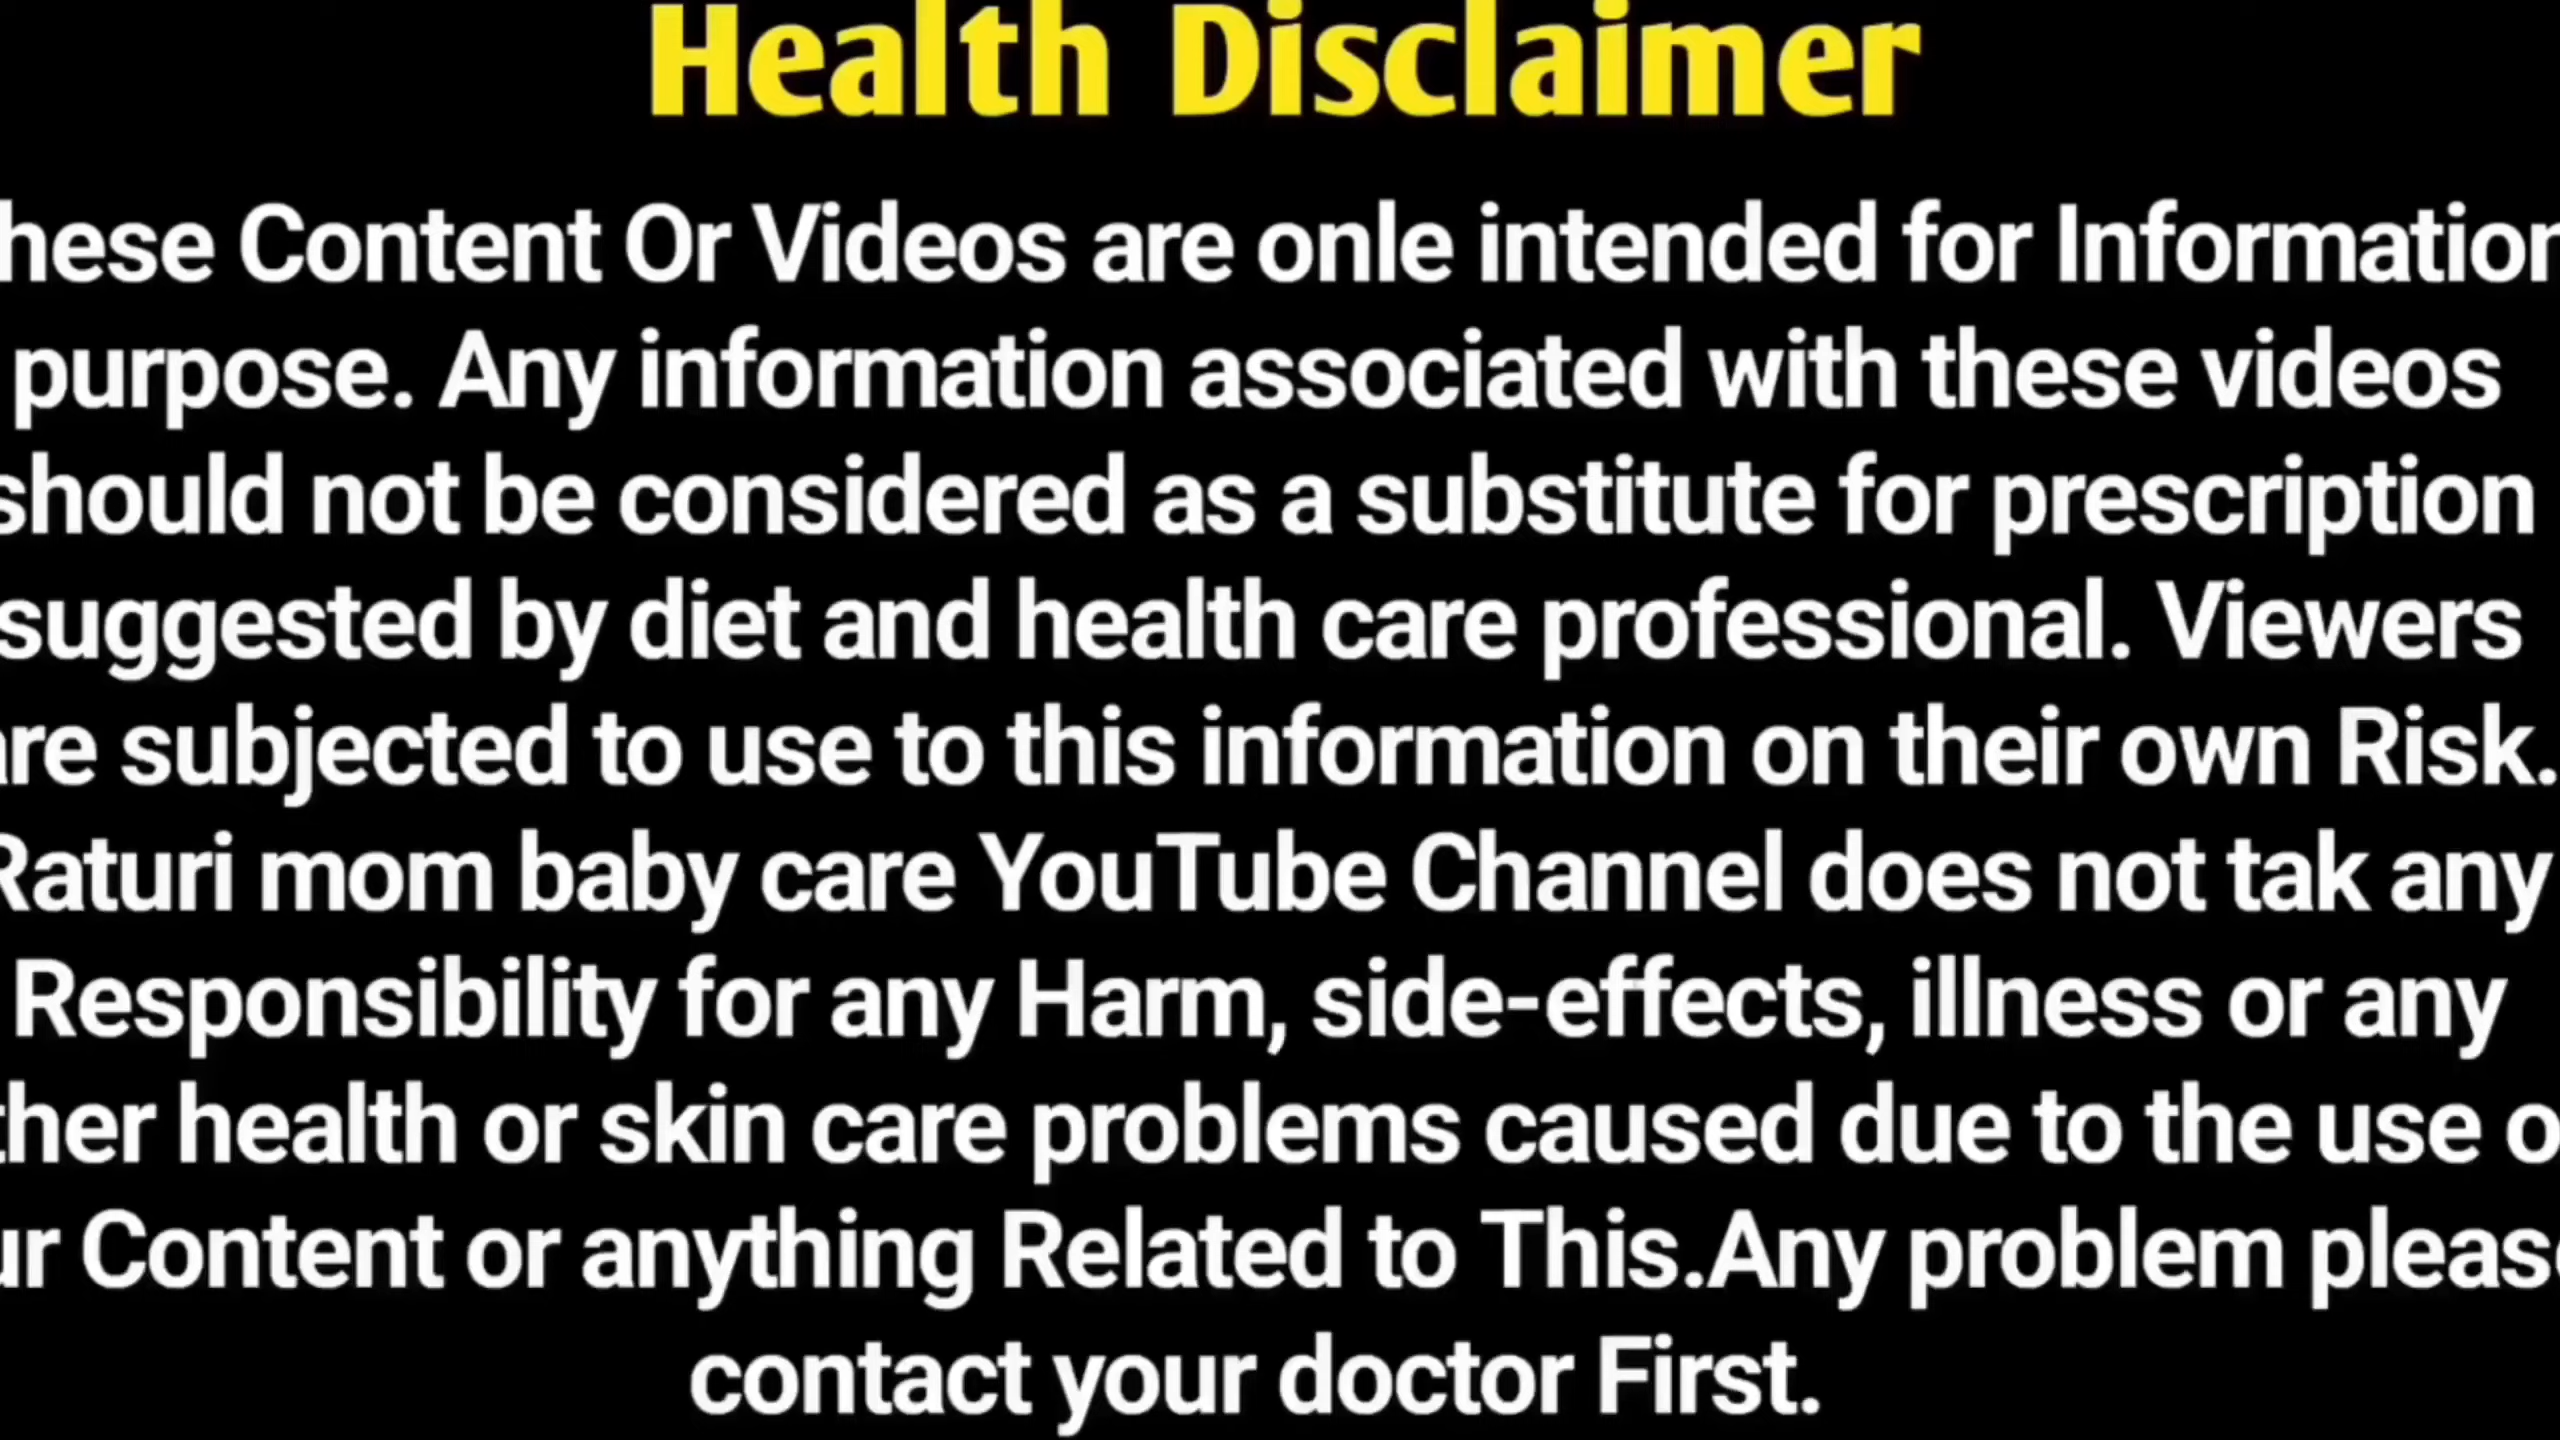 Health Disclaimer
hese Content Or Videos are onle intended for Information
purpose. Any information associated with these videos
should not be considered as a substitute for prescription
suggested by diet and health care professional. Viewers
are subjected to use to this information on their own Risk.
Raturi mom baby care YouTube Channel does not tak any
Responsibility for any Harm, side-effects, illness or any
ther health or skin care problems caused due to the use o
ur Content or anything Related to This.Any problem please
contact your doctor First.